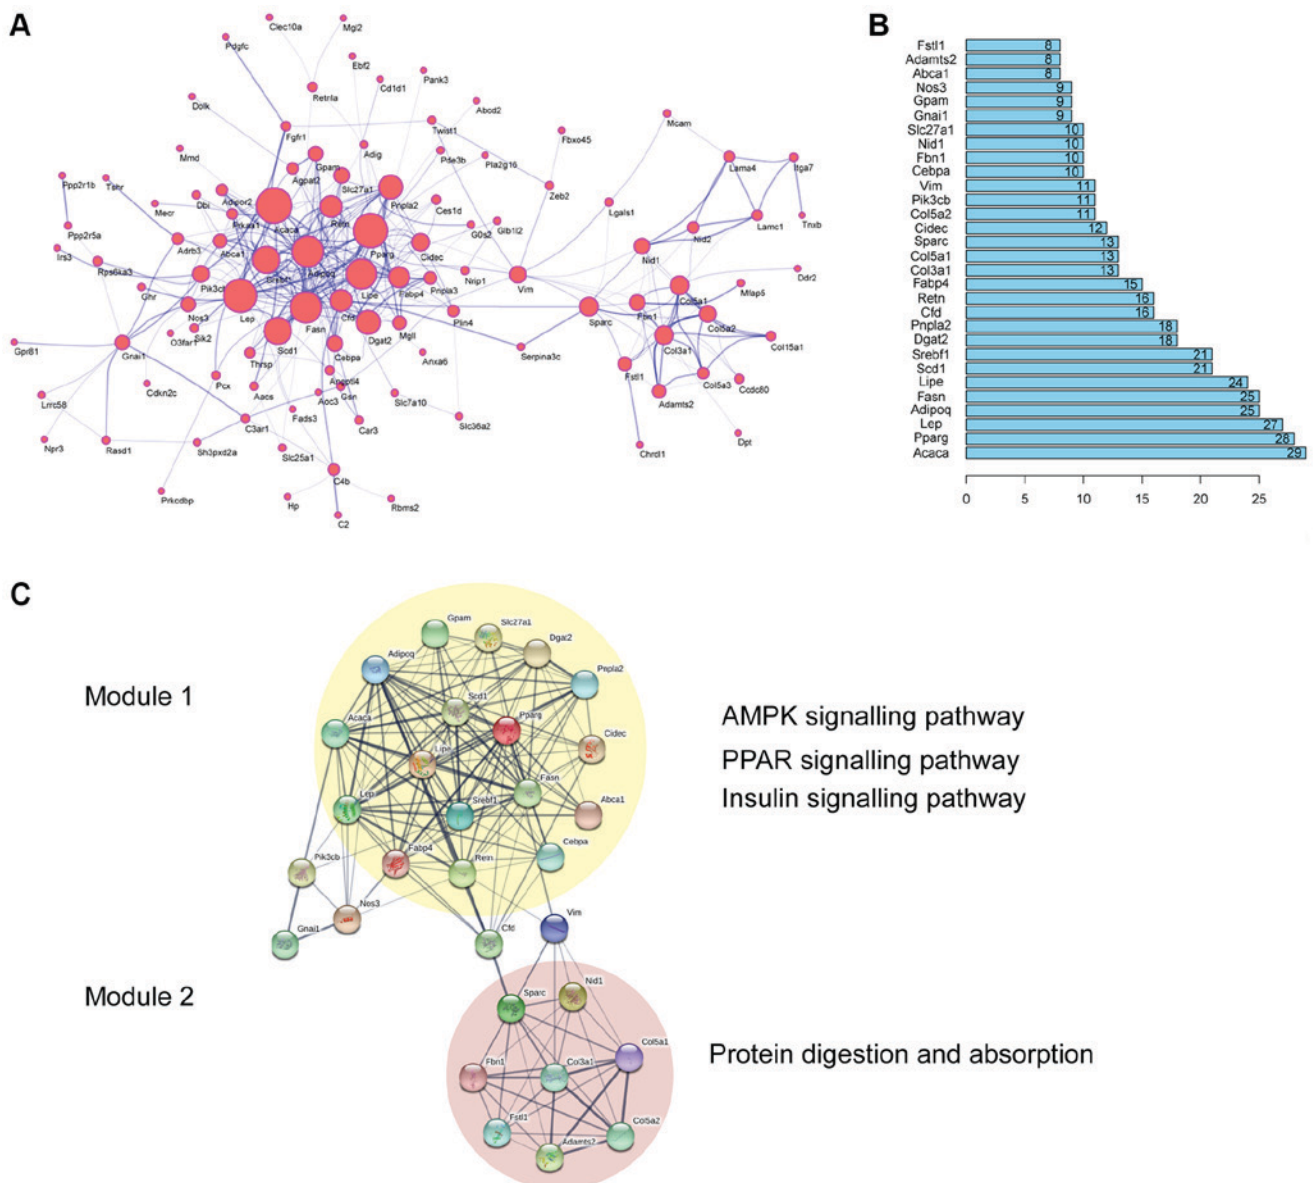 A
Clec10a
Mgl2
Pdgfc
Ebf2
Cd1d1
Pank3
Retnla
Dolk
Abcd2
Fgfr1
Twist1
Mcam
Fbxo45
Mmd
Adig
Pde3b
Pla2g16
Gpam
Agpat2
Slc27a1
Lama4
Itga7
Ppp2r1b
Tshr
Dbi
Adipor2
Pnpla2
Zeb2
Mecr
Prkaa1
Acaca
Retn
Ces1d
Lgals1
Tnxb
Ppp2r5a
Adrb3
Abca1
Pparg
G0s2
Glb1l2
Nid2
Lamc1
Irs3
Rps6ka3
Adipoq
Cidec
Nid1
Ghr
Srebf1
Nrip1
Vim
Ddr2
Lipe
Fabp4
Pnpla3
Col5a1
Mfap5
Nos3
Lep
Fasn
Cfd
Plin4
Sparc
Fbn1
Col5a2
O3far1
Sik2
Scd1
Dgat2
Mgll
Gnai1
Gpr81
Thrsp
Cebpa
Anxa6
Serpina3c
Col3a1
Col15a1
Cdkn2c
Pcx
Aacs
Angptl4
Fstl1
Col5a3
Ccdc80
Lrrc58
Aoc3
Gsn
Slc7a10
Adamts2
Fads3
C3ar1
Car3
Slc36a2
Npr3
Rasd1
Sh3pxd2a
Slc25a1
Chrdl1
Dpt
C4b
Prkcdbp
Hp
Rbms2
C2
B
Fstl1 8
Adamts2 8
Abca1 8
Nos3 9
Gpam 9
Gnai1 9
Slc27a1 10
Nid1 10
Fbn1 10
Cebpa 10
Vim 11
Pik3cb 11
Col5a2 11
Cidec 12
Sparc 13
Col5a1 13
Col3a1 13
Fabp4 15
Retn 16
Cfd 16
Pnpla2 18
Dgat2 18
Srebf1 21
Scd1 21
Lipe 24
Fasn 25
Adipoq 25
Lep 27
Pparg 28
Acaca 29
0 5 10 15 20 25
C
Module 1
Gpam
Slc27a1
Dgat2
Adipoq
Pnpla2
Scd1
Acaca
Pparg
Cidec
Lipe
Fasn
Lep
Srebf1
Abca1
Fabp4
Retn
Cebpa
Pik3cb
Nos3
Gnai1
Cfd
Vim
AMPK signalling pathway
PPAR signalling pathway
Insulin signalling pathway
Module 2
Sparc
Nid1
Col5a1
Fbn1
Col3a1
Fstl1
Col5a2
Adamts2
Protein digestion and absorption